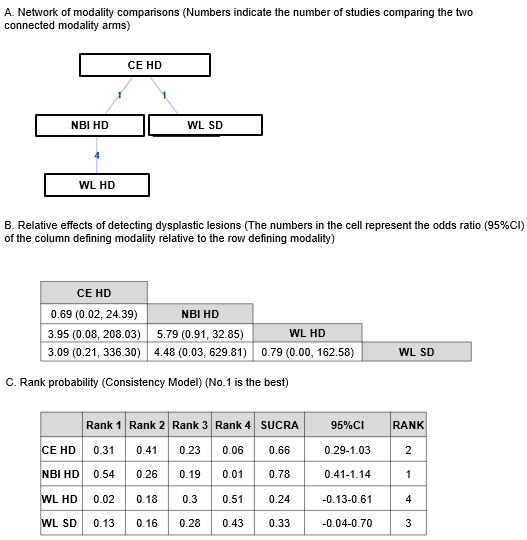 A. Network of modality comparisons (Numbers indicate the number of studies comparing the two
connected modality arms)
CE HD
1 1
NBI HD WL SD
4
WL HD
B. Relative effects of detecting dysplastic lesions (The numbers in the cell represent the odds ratio (95%CI)
of the column defining modality relative to the row defining modality)
CE HD
0.69 (0.02, 24.39) NBI HD
3.95 (0.08, 208.03) 5.79 (0.91, 32.85) WL HD
3.09 (0.21, 336.30) 4.48 (0.03, 629.81) 0.79 (0.00, 162.58) WL SD
C. Rank probability (Consistency Model) (No.1 is the best)
Rank 1 Rank 2 Rank 3 Rank 4 SUCRA 95%CI RANK
CE HD 0.31 0.41 0.23 0.06 0.66 0.29-1.03 2
NBI HD 0.54 0.26 0.19 0.01 0.78 0.41-1.14 1
WL HD 0.02 0.18 0.3 0.51 0.24 -0.13-0.61 4
WL SD 0.13 0.16 0.28 0.43 0.33 -0.04-0.70 3